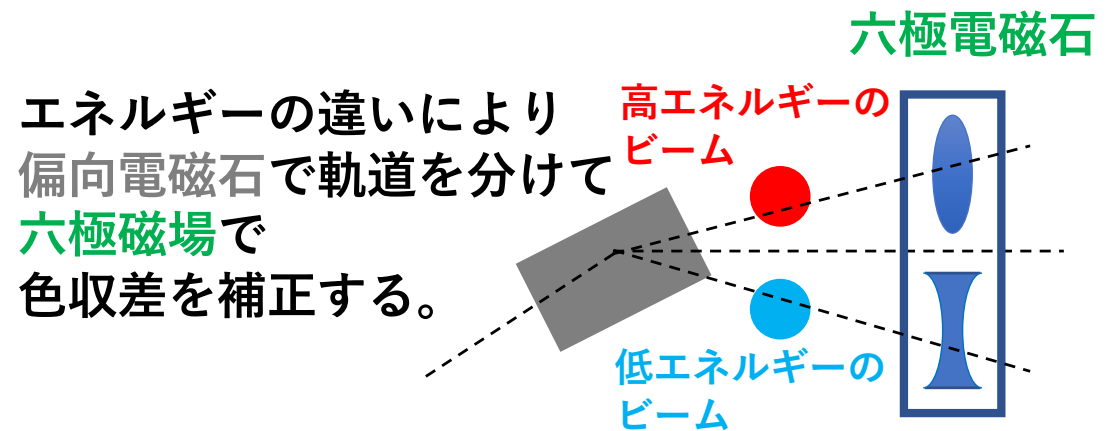 六極電磁石
エネルギーの違いにより
偏向電磁石で軌道を分けて
六極磁場で
色収差を補正する。
高エネルギーの
ビーム
低エネルギーの
ビーム